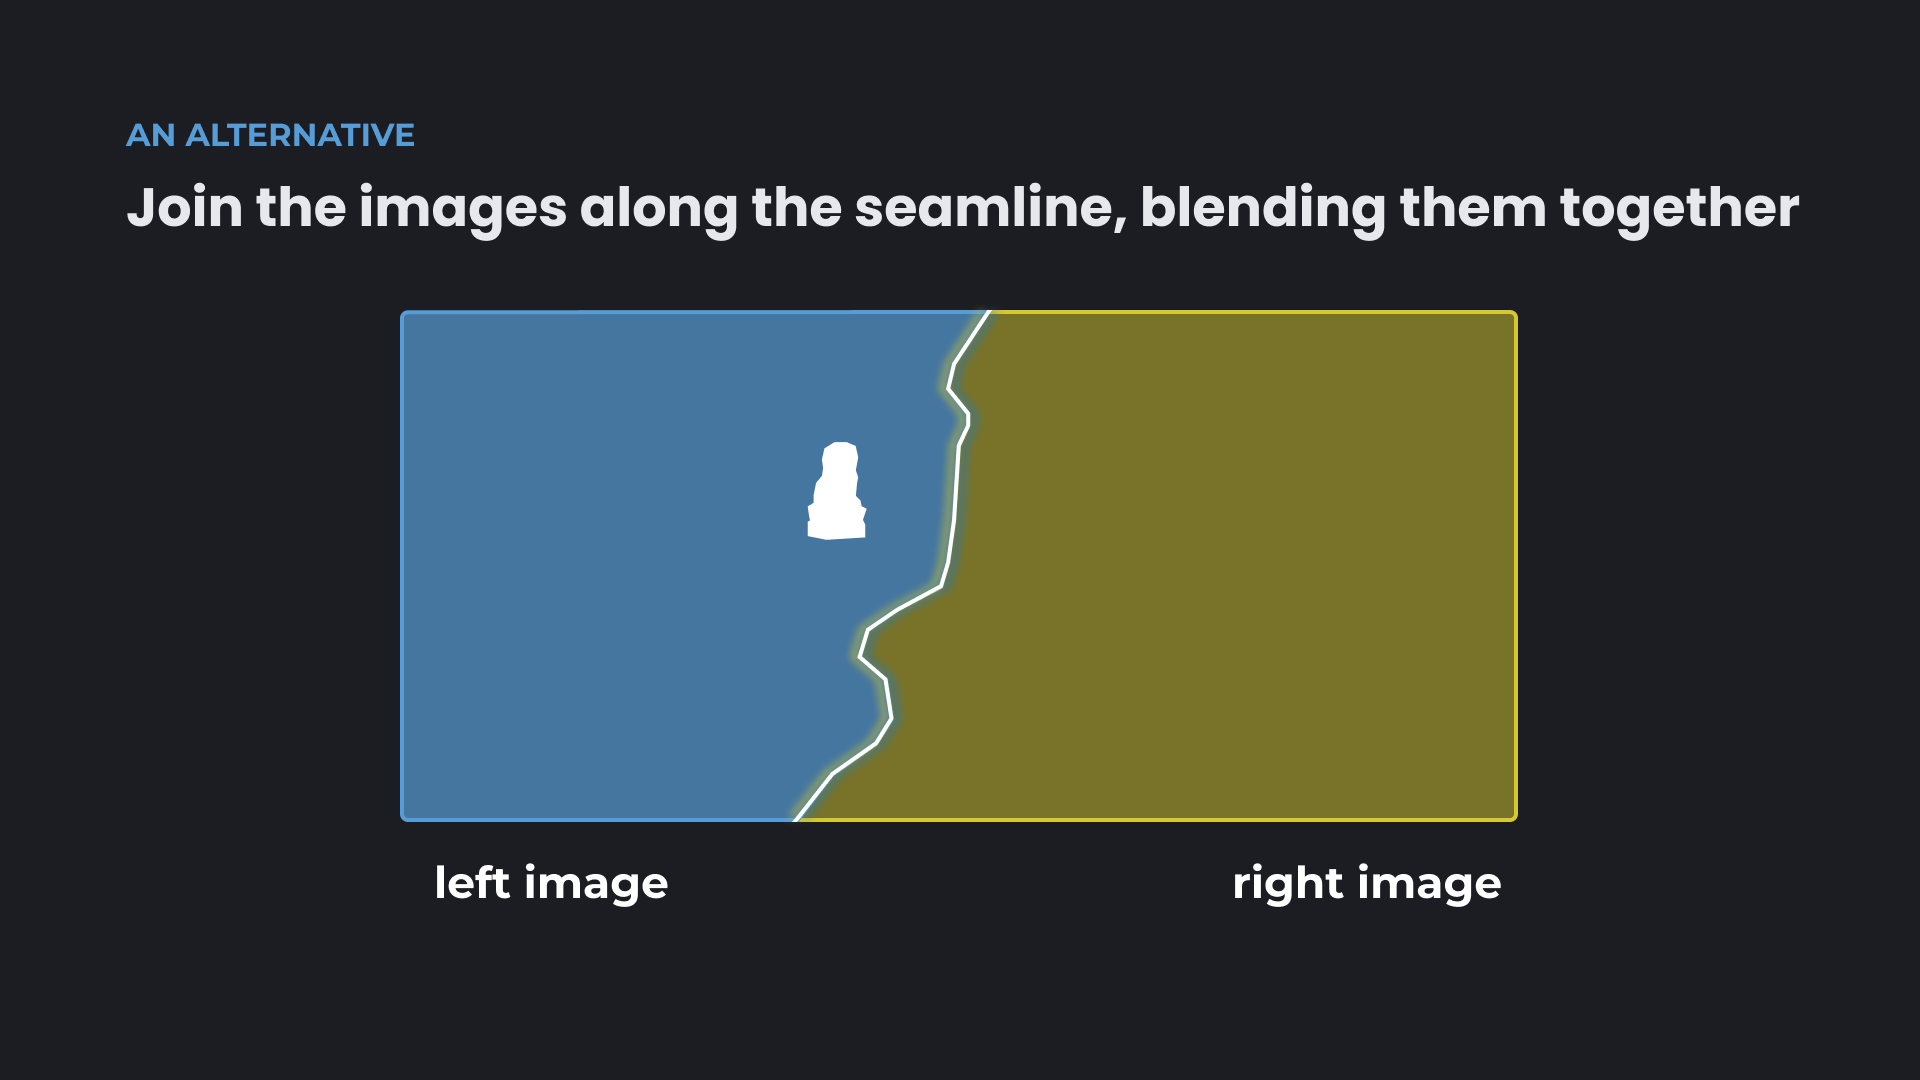 AN ALTERNATIVE
Join the images along the seamline, blending them together
left image
right image